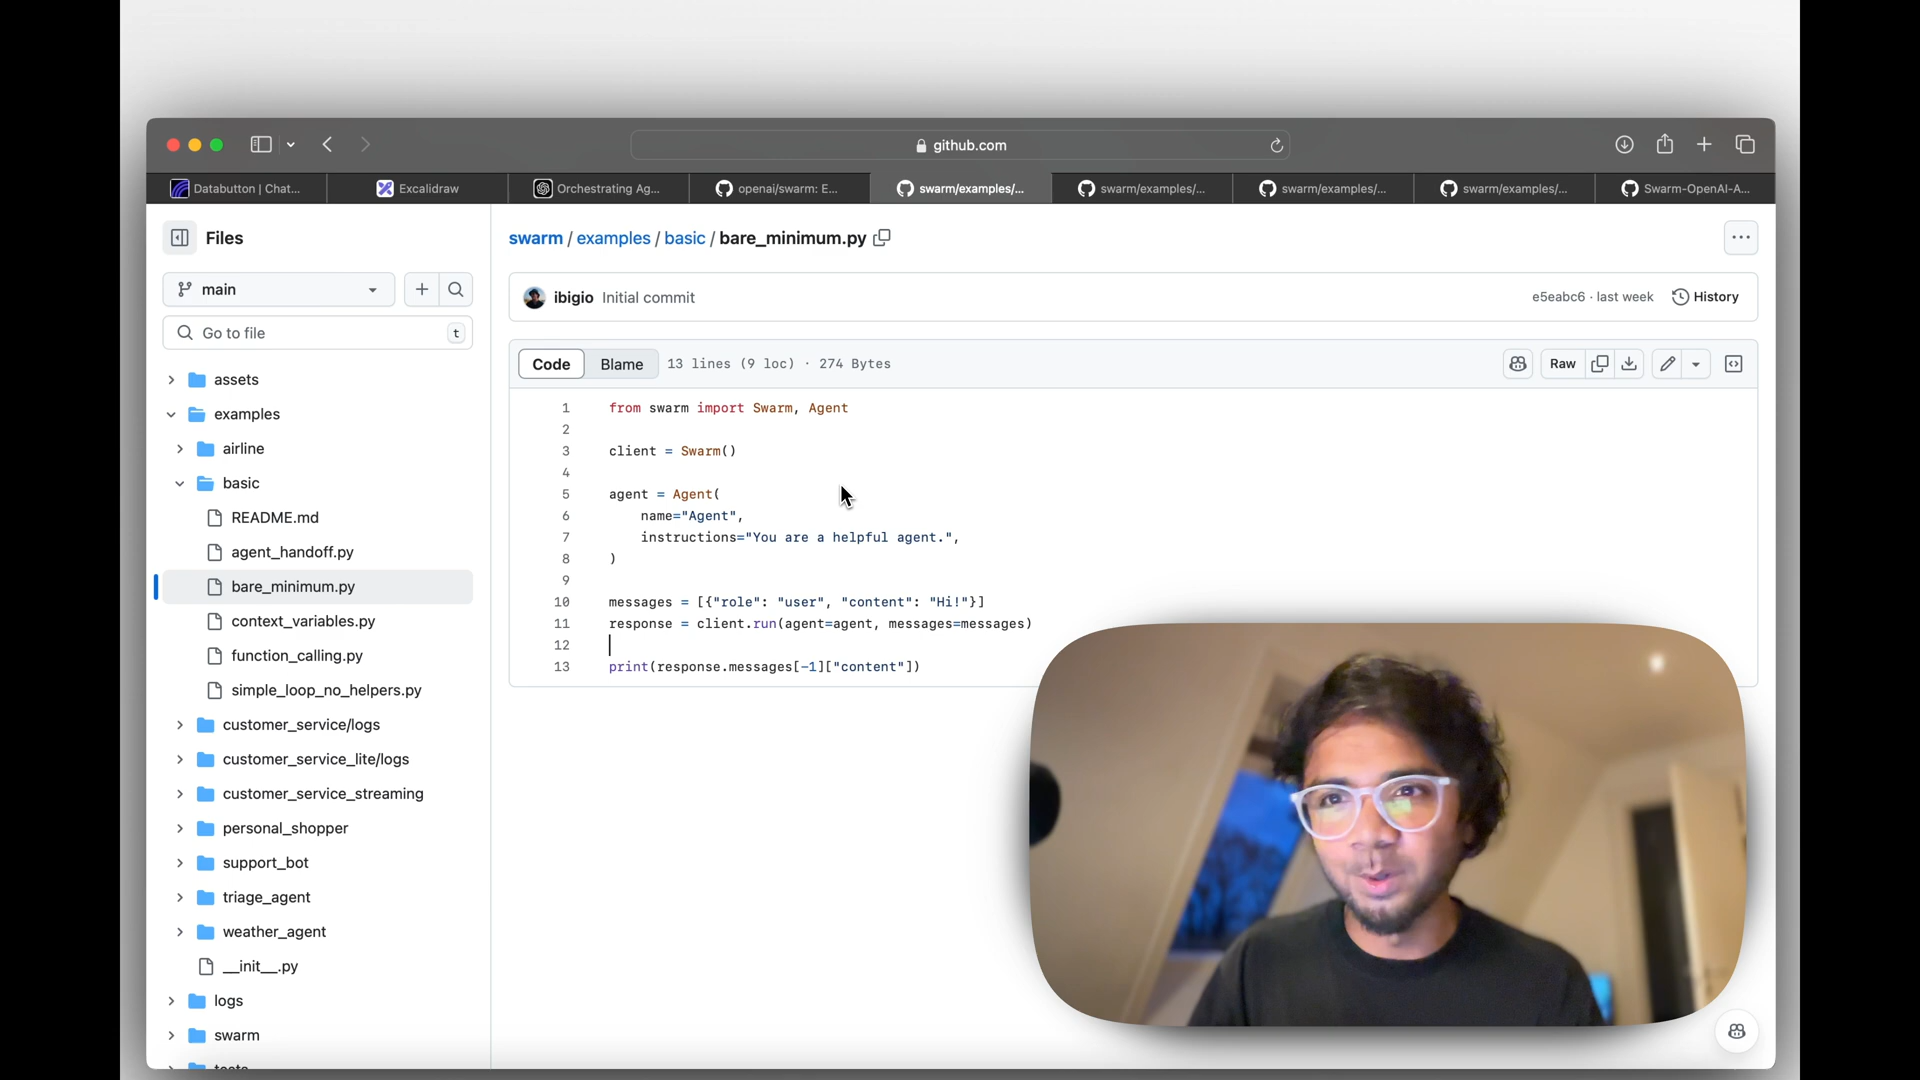 github.com
Databutton | Chat...
Excalidraw
Orchestrating Ag...
openai/swarm: E...
swarm/examples/...
swarm/examples/...
swarm/examples/...
swarm/examples/...
Swarm-OpenAI-A...
Files
swarm / examples / basic / bare_minimum.py
main
ibigio Initial commit
e5eabc6 · last week
History
Go to file
t
Code
Blame
13 lines (9 loc) · 274 Bytes
Raw
assets
examples
airline
basic
README.md
agent_handoff.py
bare_minimum.py
context_variables.py
function_calling.py
simple_loop_no_helpers.py
customer_service/logs
customer_service_lite/logs
customer_service_streaming
personal_shopper
support_bot
triage_agent
weather_agent
__init__.py
logs
swarm
1 from swarm import Swarm, Agent
2
3 client = Swarm()
4
5 agent = Agent(
6 name="Agent",
7 instructions="You are a helpful agent.",
8 )
9
10 messages = [{"role": "user", "content": "Hi!"}]
11 response = client.run(agent=agent, messages=messages)
12
13 print(response.messages[-1]["content"])